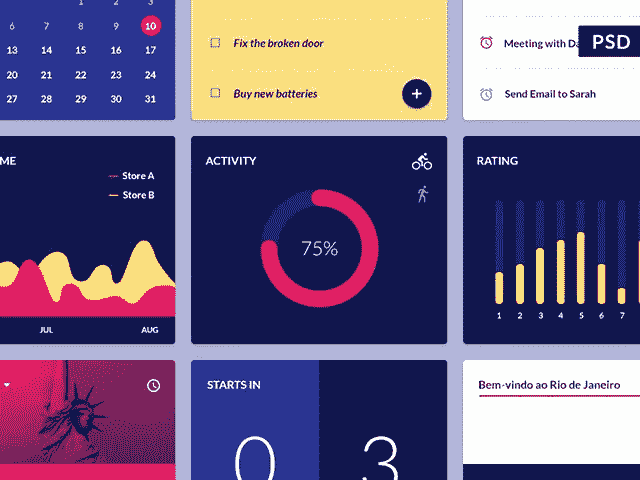 1 2 3
6 7 8 9 10
13 14 15 16 17
20 21 22 23 24
27 28 29 30 31
Fix the broken door
Buy new batteries
+
Meeting with
PSD
Send Email to Sarah
ME
Store A
Store B
JUL AUG
ACTIVITY
75%
RATING
1 2 3 4 5 6 7
STARTS IN
0 3
Bem-vindo ao Rio de Janeiro